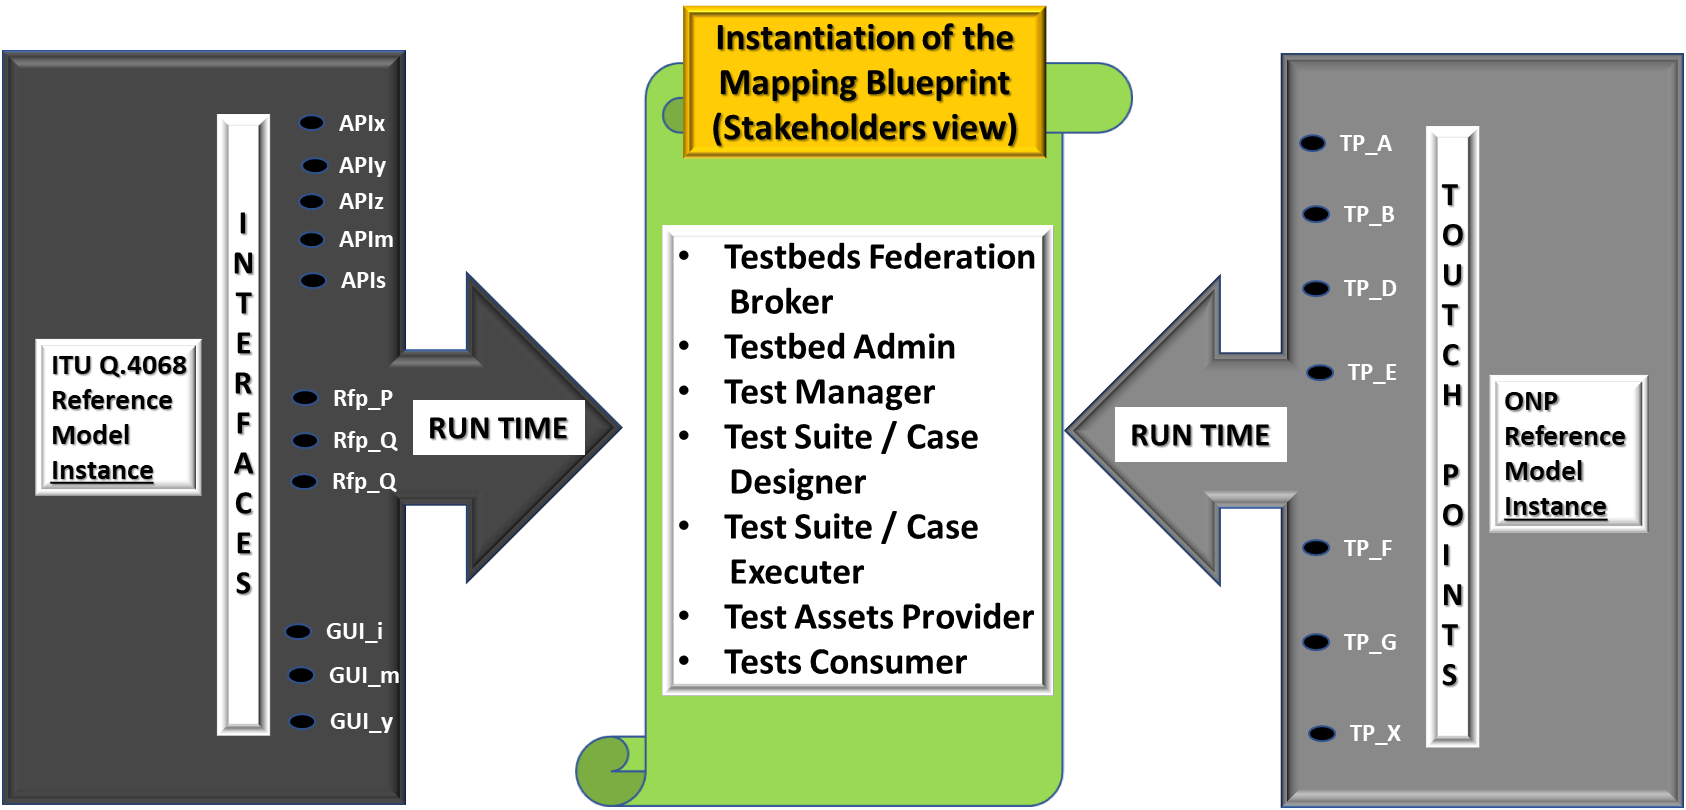 Instantiation of the
Mapping Blueprint
(Stakeholders view)
INTERFACES
APIx
APIy
APIz
APIm
APIs
Rfp_P
Rfp_Q
Rfp_Q
GUI_i
GUI_m
GUI_y
ITU Q.4068
Reference
Model
Instance
RUN TIME
• Testbeds Federation
Broker
• Testbed Admin
• Test Manager
• Test Suite / Case
Designer
• Test Suite / Case
Executer
• Test Assets Provider
• Tests Consumer
RUN TIME
TP_A
TP_B
TP_D
TP_E
TP_F
TP_G
TP_X
TOUTCH POINTS
ONP
Reference
Model
Instance